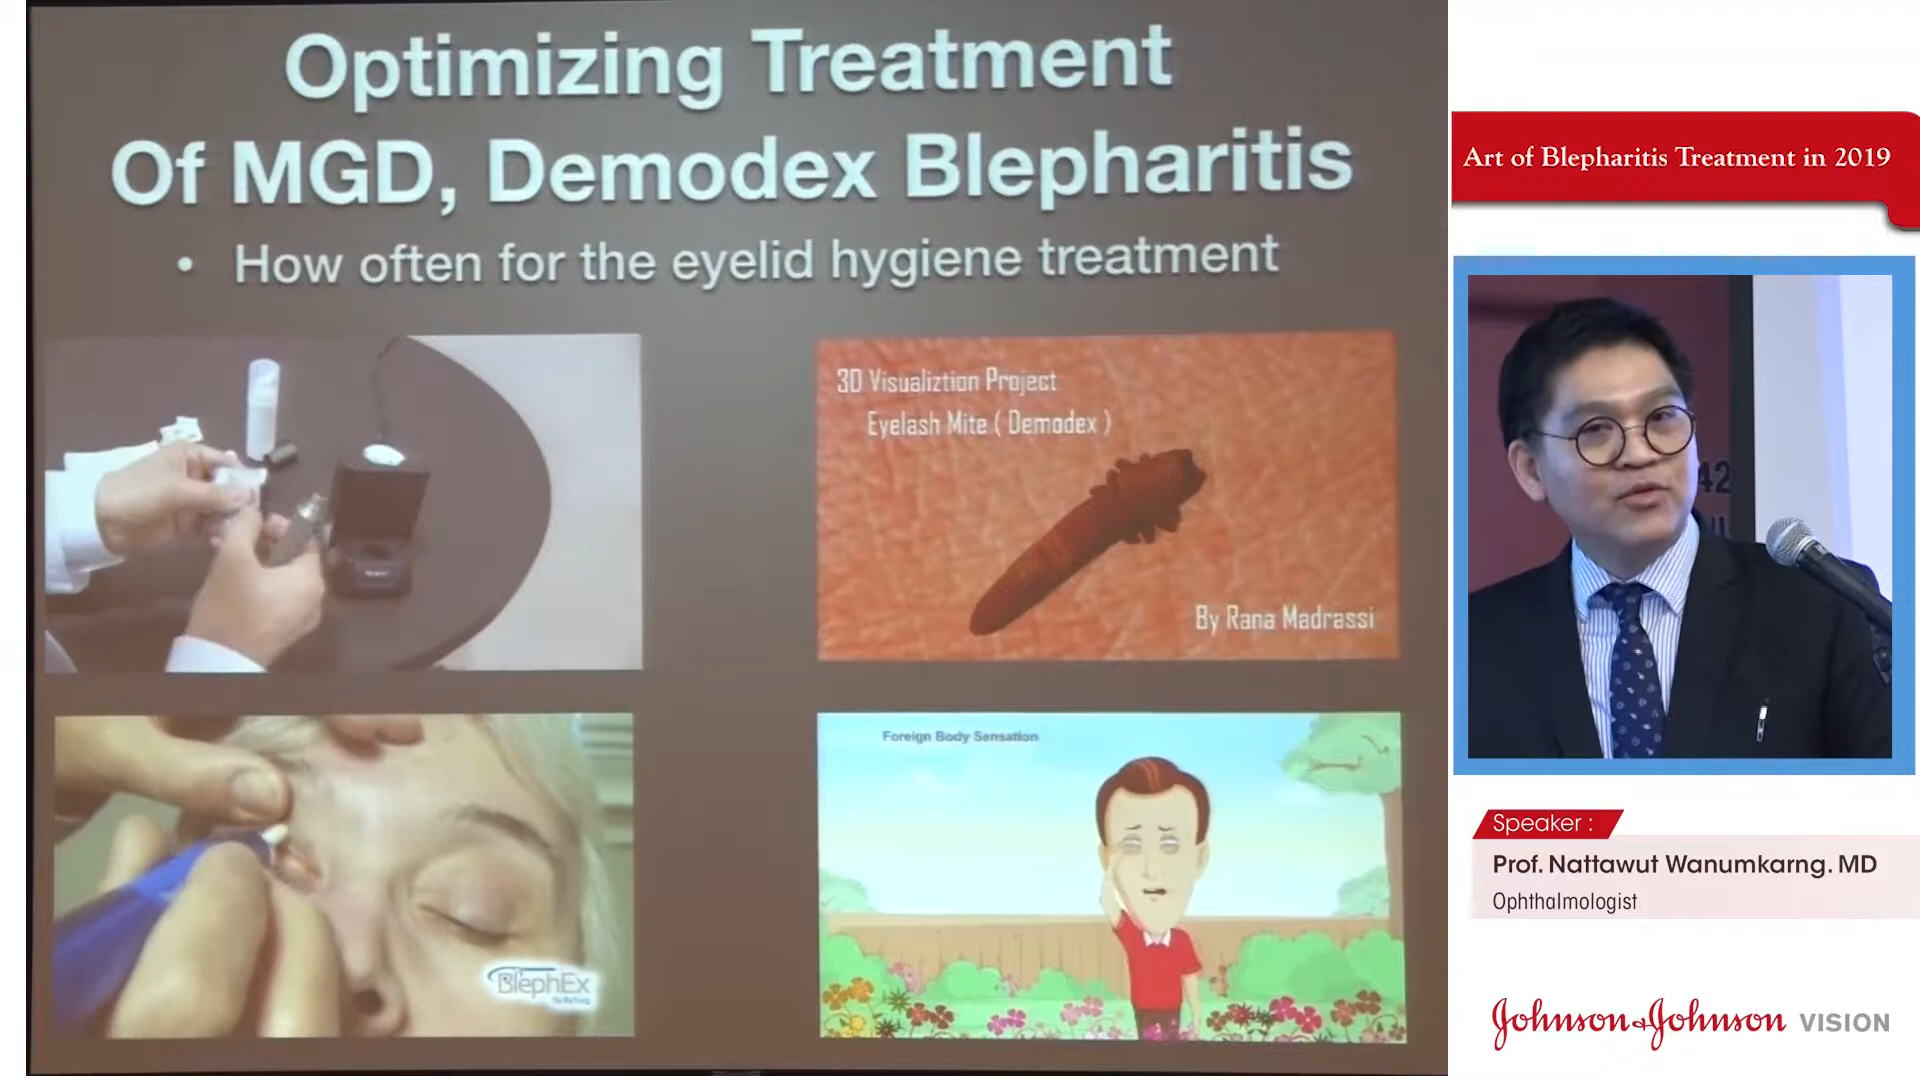 Optimizing Treatment
Of MGD, Demodex Blepharitis
• How often for the eyelid hygiene treatment
3D Visualiztion Project
Eyelash Mite ( Demodex )
By Rana Madrassi
BlephEx
Foreign Body Sensation
Art of Blepharitis Treatment in 2019
42
Speaker :
Prof. Nattawut Wanumkarng. MD
Ophthalmologist
Johnson & Johnson VISION